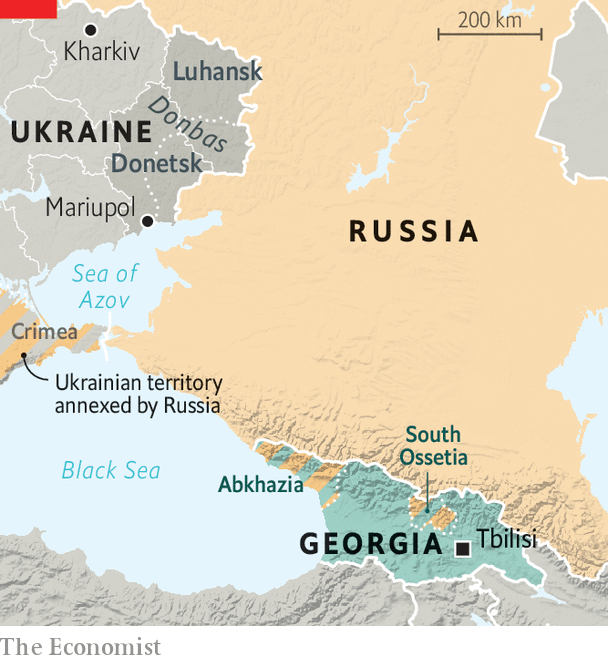 200 km
Kharkiv
Luhansk
Donbas
UKRAINE
Donetsk
Mariupol
RUSSIA
Sea of
Azov
Crimea
Ukrainian territory
annexed by Russia
South
Ossetia
Black Sea
Abkhazia
GEORGIA
Tbilisi
The Economist